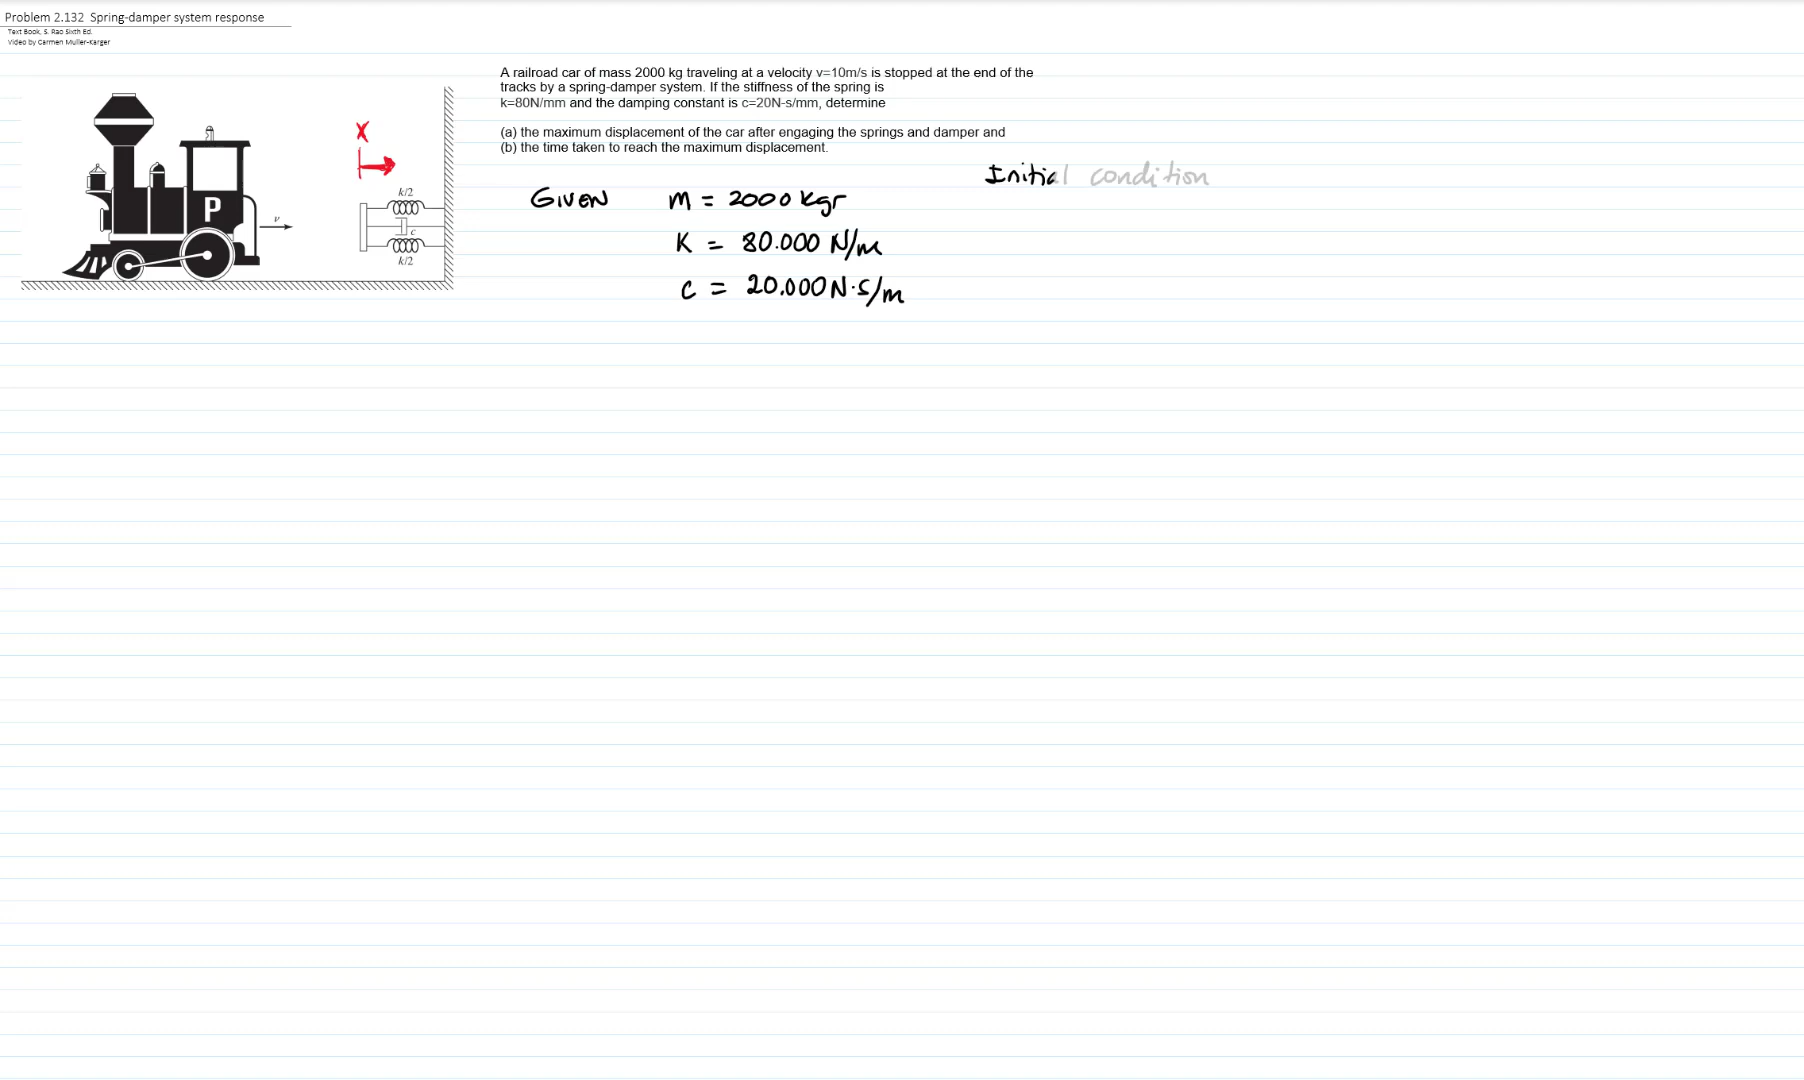 Problem 2.132 Spring-damper system response
Text Book, S. Rao Sixth Ed.
Video by Carmen Muller-Karger
A railroad car of mass 2000 kg traveling at a velocity v=10m/s is stopped at the end of the
tracks by a spring-damper system. If the stiffness of the spring is
k=80N/mm and the damping constant is c=20N-s/mm, determine
(a) the maximum displacement of the car after engaging the springs and damper and
(b) the time taken to reach the maximum displacement.
X
k/2
c
k/2
v
P
Initial condition
GIVEN m = 2000 kgr
K = 80.000 N/m
c = 20.000 N·s/m